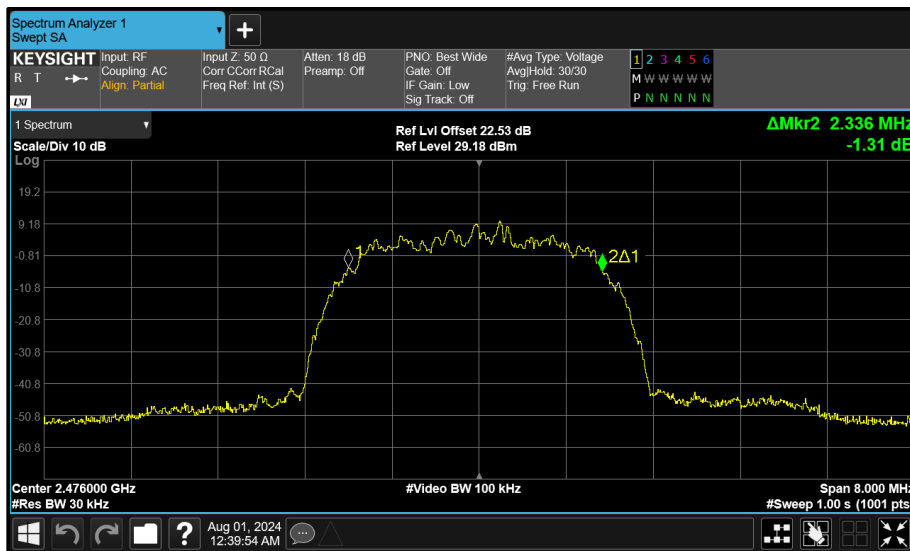 Spectrum Analyzer 1
Swept SA
+
KEYSIGHT
R T
LXI
Input: RF
Coupling: AC
Align: Partial
Input Z: 50 Ω
Corr CCorr RCal
Freq Ref: Int (S)
Atten: 18 dB
Preamp: Off
PNO: Best Wide
Gate: Off
IF Gain: Low
Sig Track: Off
#Avg Type: Voltage
Avg|Hold: 30/30
Trig: Free Run
1 2 3 4 5 6
M W W W W W
P N N N N N
1 Spectrum
Scale/Div 10 dB
Ref Lvl Offset 22.53 dB
Ref Level 29.18 dBm
ΔMkr2 2.336 MHz
-1.31 dB
Log
19.2
9.18
-0.81
-10.8
-20.8
-30.8
-40.8
-50.8
-60.8
1
2Δ1
Center 2.476000 GHz
#Video BW 100 kHz
Span 8.000 MHz
#Res BW 30 kHz
#Sweep 1.00 s (1001 pts
?
Aug 01, 2024
12:39:54 AM